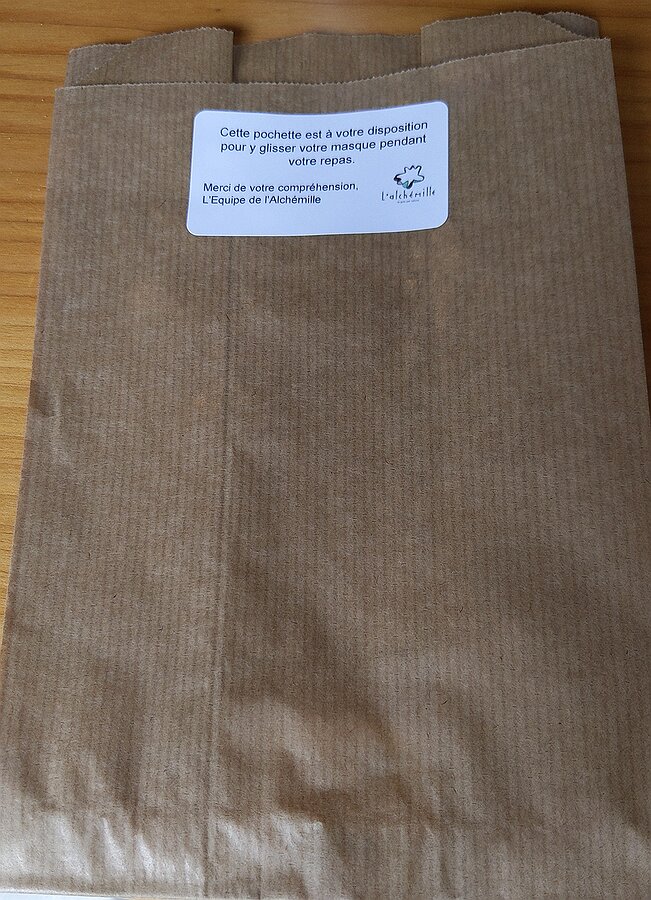 Cette pochette est à votre disposition
pour y glisser votre masque pendant
votre repas.
Merci de votre compréhension,
L'Equipe de l'Alchémille
L'alchémille